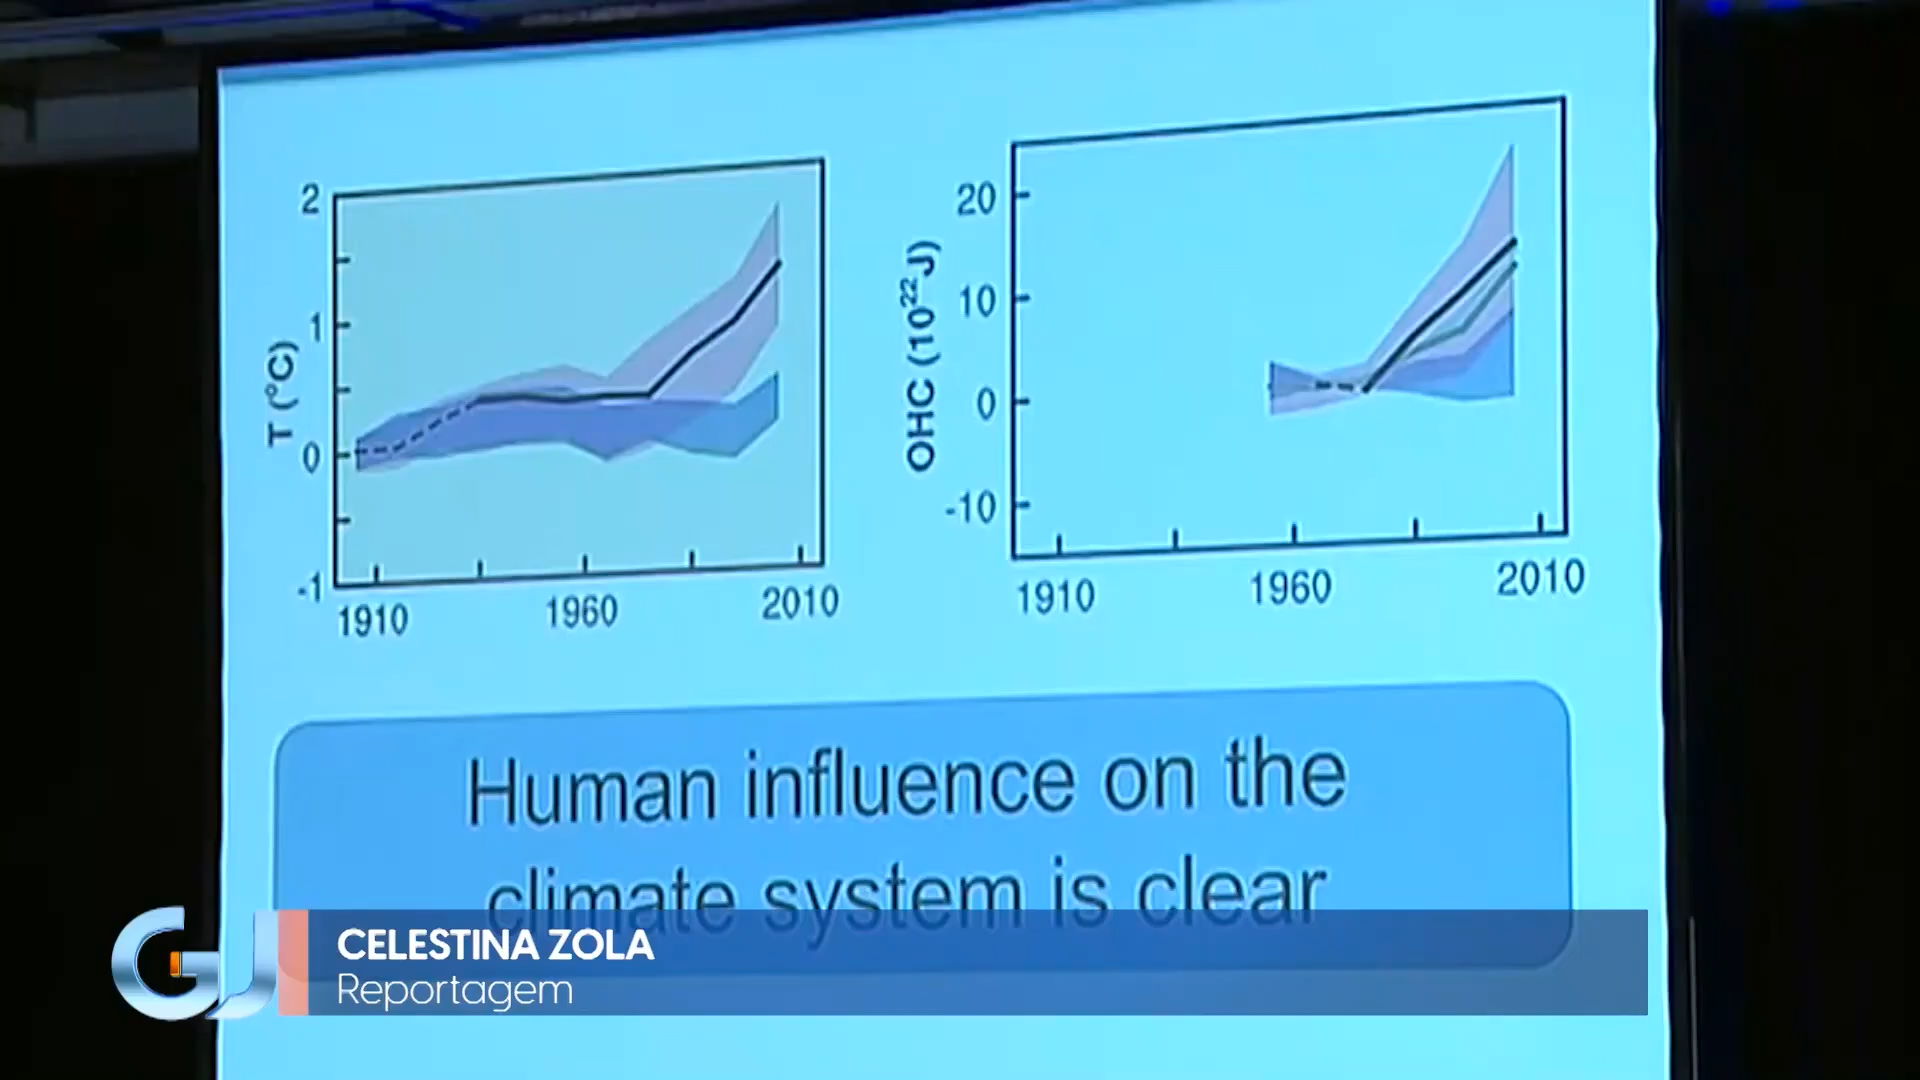 2
1
0
-1
T (°C)
1910 1960 2010
20
10
0
-10
OHC (10²²J)
1910 1960 2010
Human influence on the
climate system is clear
GJ
CELESTINA ZOLA
Reportagem